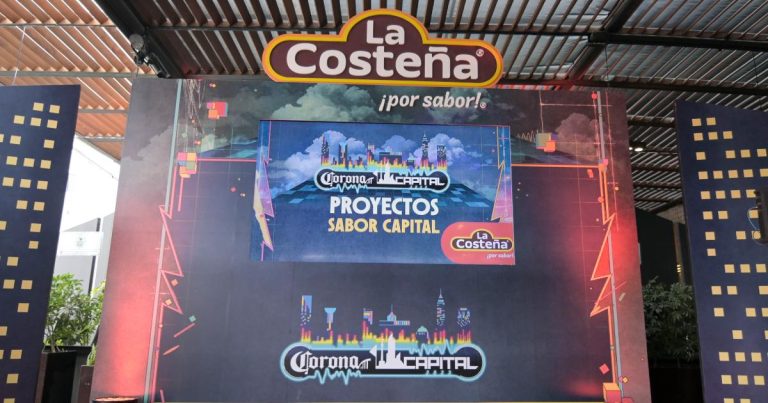 La
Costeña®
¡por sabor!®
Corona CAPITAL
PROYECTOS
SABOR CAPITAL
La
Costeña®
¡por sabor!
Corona CAPITAL